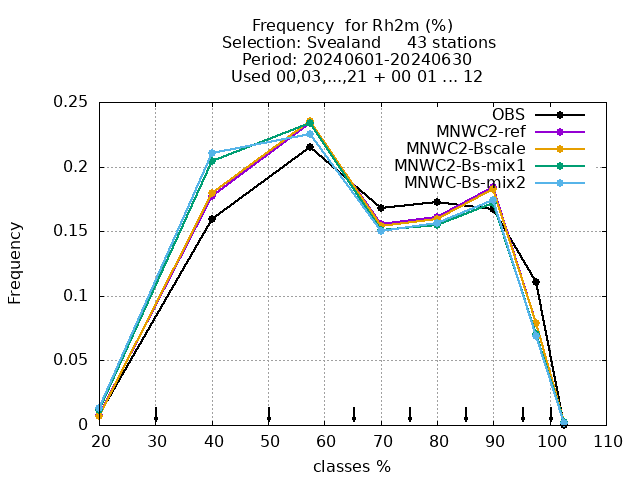 Frequency  for Rh2m (%)
Selection: Svealand     43 stations
Period: 20240601-20240630
Used 00,03,...,21 + 00 01 ... 12
0.25
0.2
0.15
0.1
0.05
0
Frequency
OBS
MNWC2-ref
MNWC2-Bscale
MNWC2-Bs-mix1
MNWC-Bs-mix2
20 30 40 50 60 70 80 90 100 110
classes %